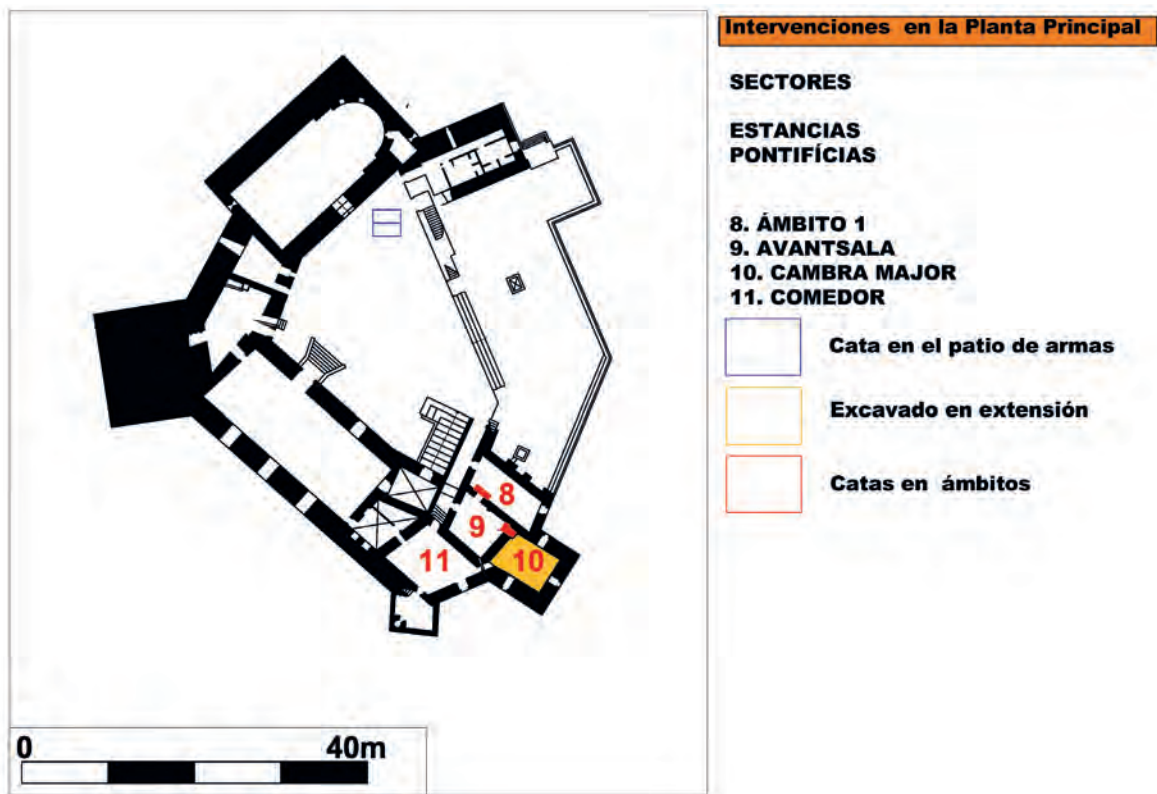 Intervenciones en la Planta Principal
SECTORES
ESTANCIAS
PONTIFÍCIAS
8. ÁMBITO 1
9. AVANTSALA
10. CAMBRA MAJOR
11. COMEDOR
Cata en el patio de armas
Excavado en extensión
Catas en ámbitos
8
9
10
11
0 40m